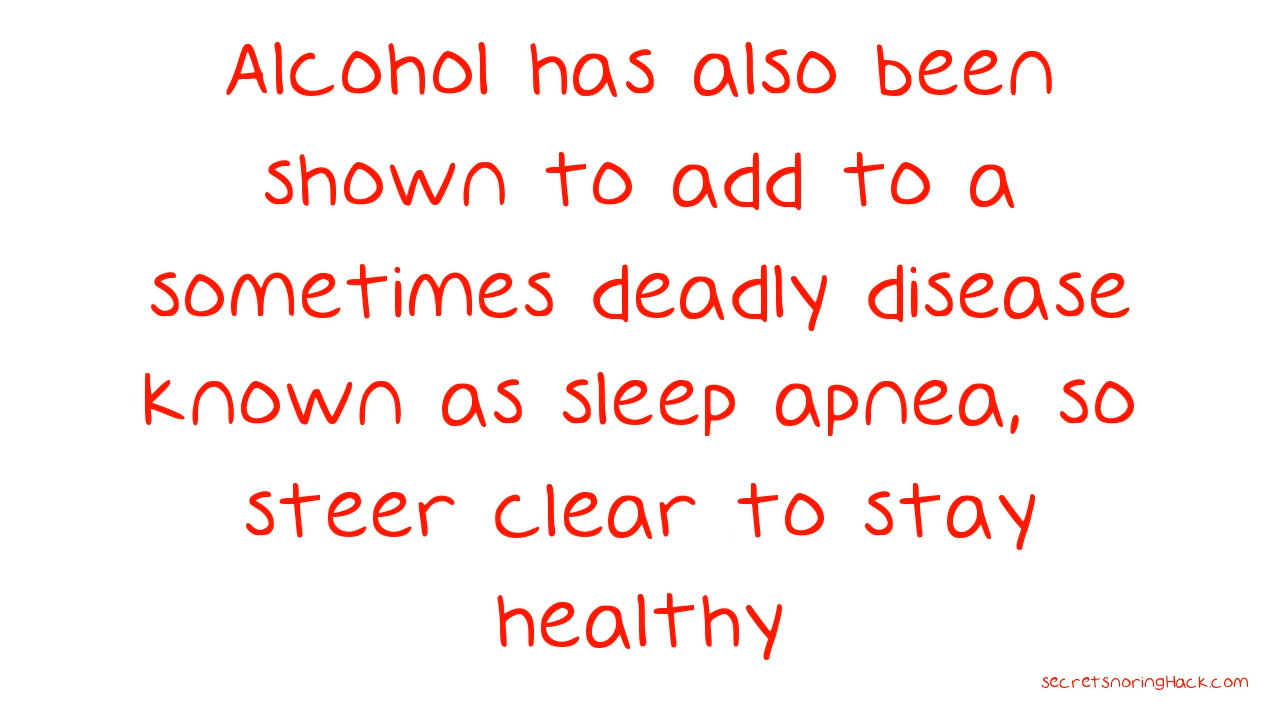 Alcohol has also been
shown to add to a
sometimes deadly disease
known as sleep apnea, so
steer clear to stay
healthy
secretsnoringHack.com